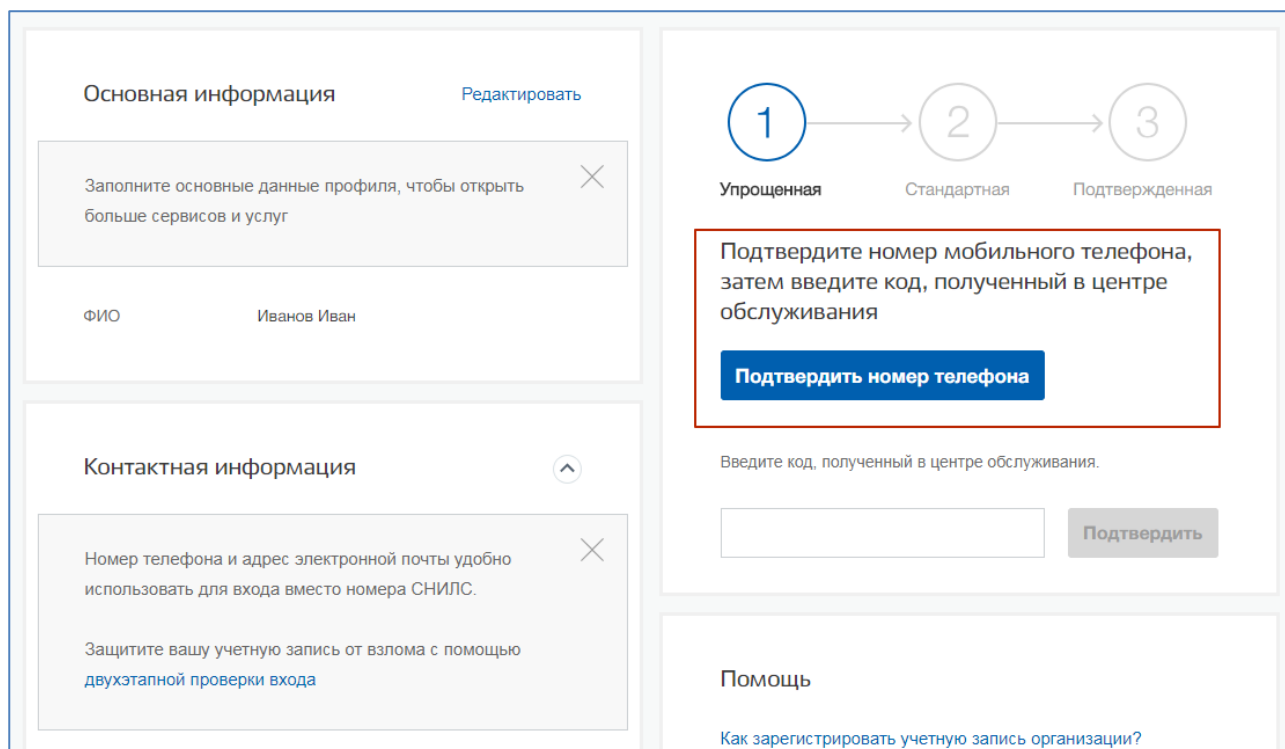 Основная информация
Редактировать
Заполните основные данные профиля, чтобы открыть
больше сервисов и услуг
ФИО Иванов Иван
Контактная информация
Номер телефона и адрес электронной почты удобно
использовать для входа вместо номера СНИЛС.
Защитите вашу учетную запись от взлома с помощью
двухэтапной проверки входа
1 2 3
Упрощенная Стандартная Подтвержденная
Подтвердите номер мобильного телефона,
затем введите код, полученный в центре
обслуживания
Подтвердить номер телефона
Введите код, полученный в центре обслуживания.
Подтвердить
Помощь
Как зарегистрировать учетную запись организации?